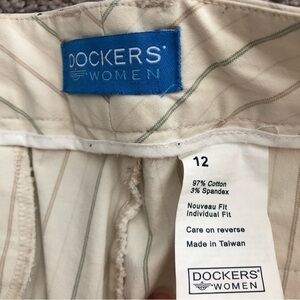 DOCKERS®
WOMEN
12
97% Cotton
3% Spandex
Nouveau Fit
Individual Fit
Care on reverse
Made in Taiwan
DOCKERS®
WOMEN